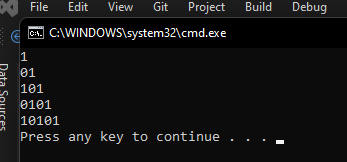 File Edit View Git Project Build Debug
C:\WINDOWS\system32\cmd.exe
Data Sources
1
01
101
0101
10101
Press any key to continue . . .